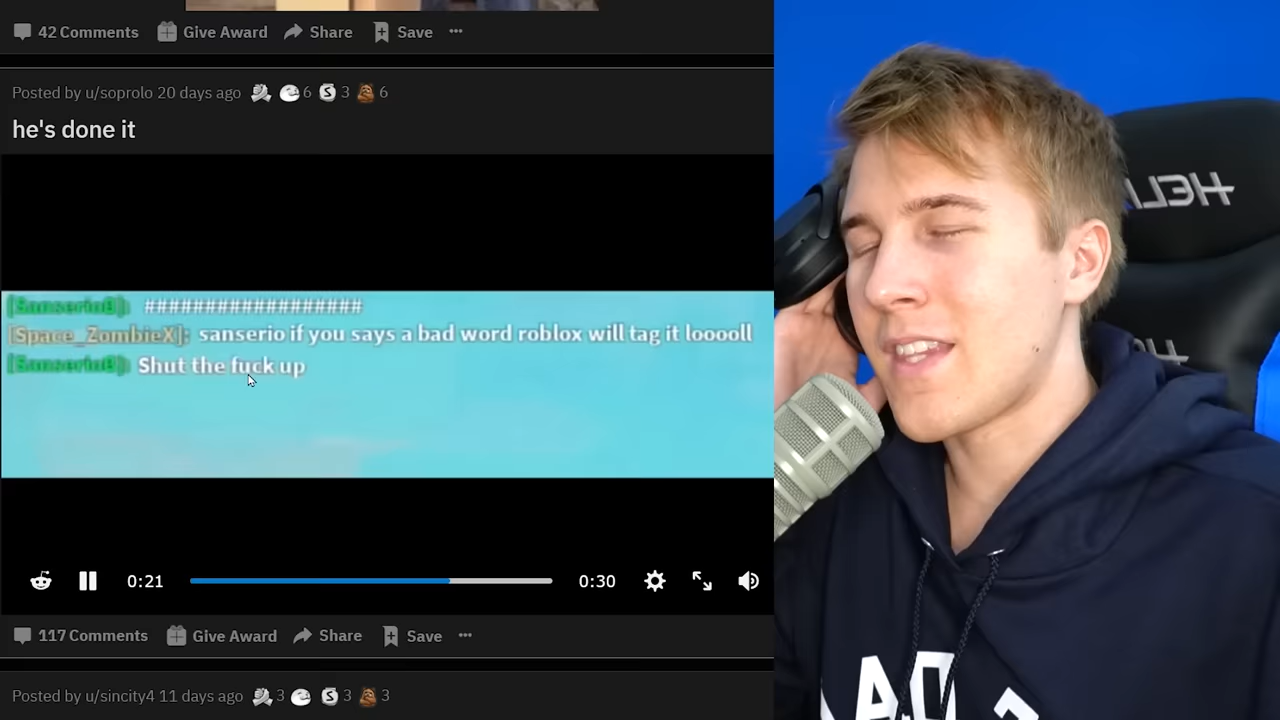 42 Comments Give Award Share Save
Posted by u/soprolo 20 days ago 6 3 6
he's done it
##################
[Space_ZombieX]: sanserio if you says a bad word roblox will tag it looooll
Shut the fuck up
0:21 0:30
117 Comments Give Award Share Save
Posted by u/sincity4 11 days ago 3 3 3